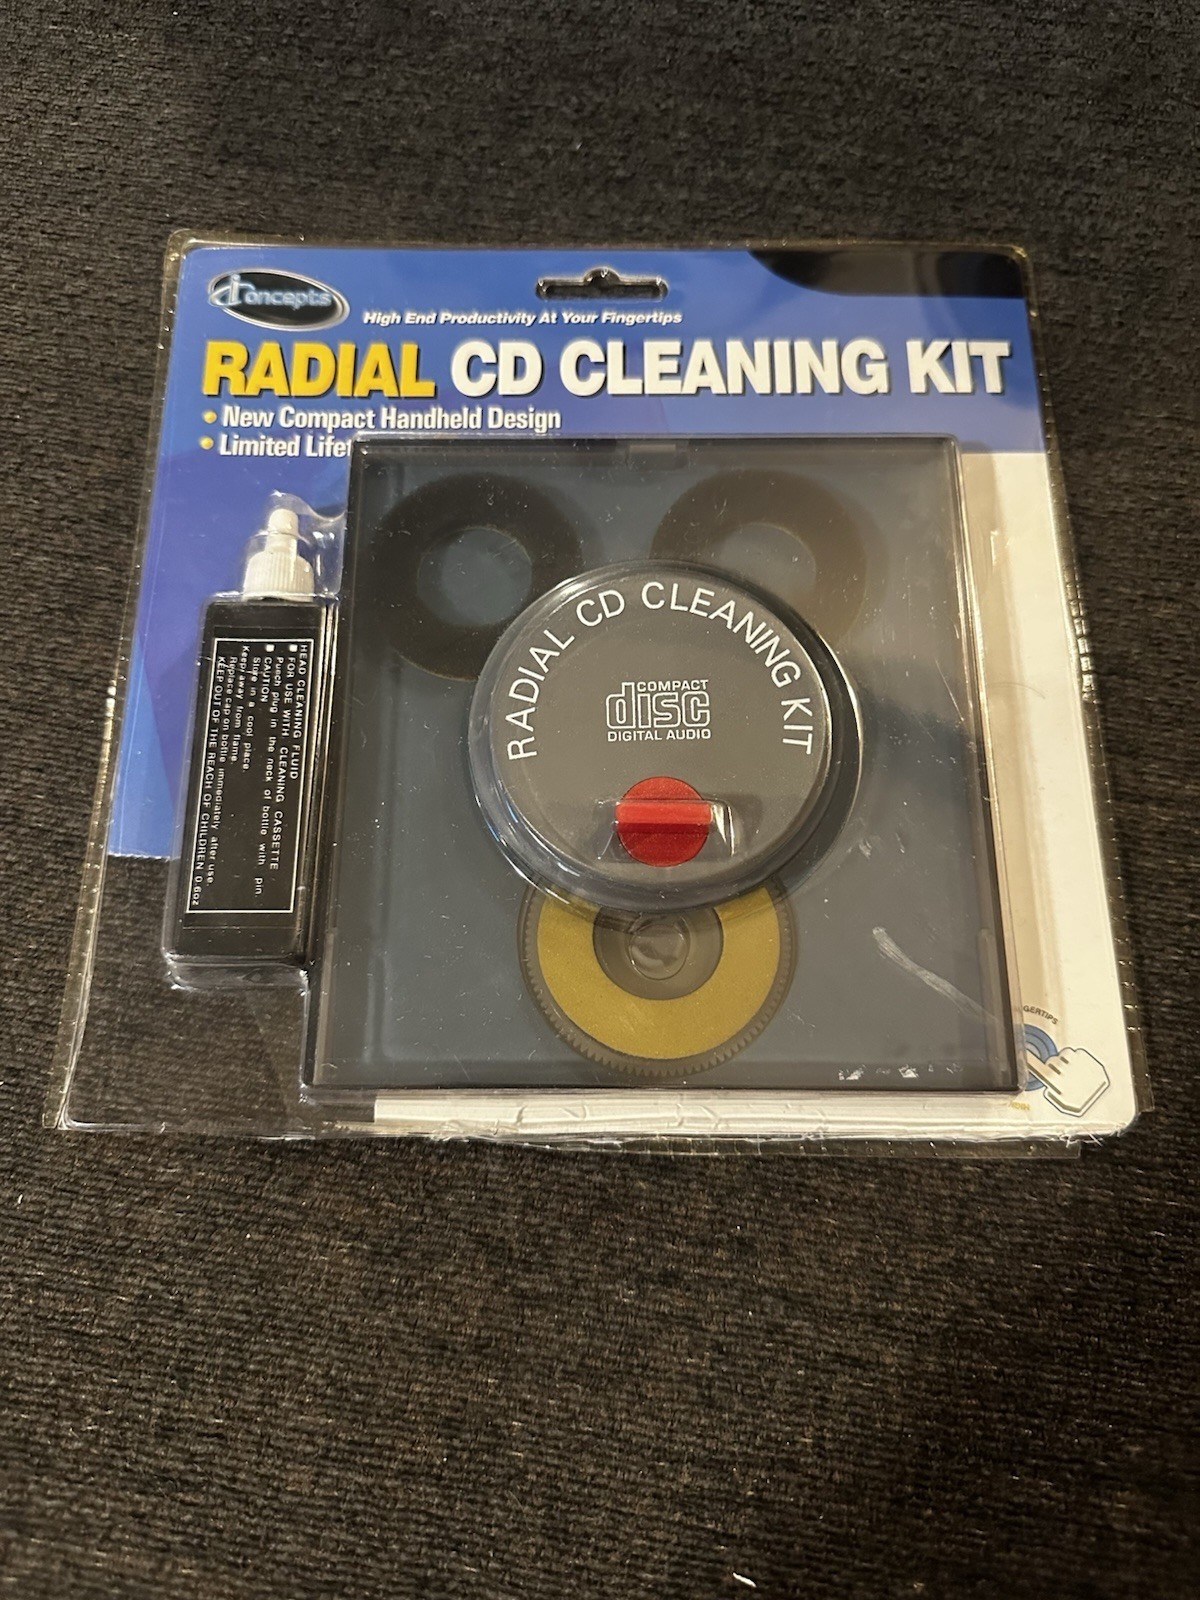 iConcepts
High End Productivity At Your Fingertips
RADIAL CD CLEANING KIT
• New Compact Handheld Design
• Limited
RADIAL CD CLEANING KIT
COMPACT
disc
DIGITAL AUDIO
HEAD CLEANING FLUID
■ FOR USE WITH CLEANING CASSETTE
Punch plug in the neck of bottle with pin.
■ CAUTION
Store in a cool place.
Keep away from flame.
Replace cap on bottle immediately after use.
KEEP OUT OF THE REACH OF CHILDREN 0.6oz